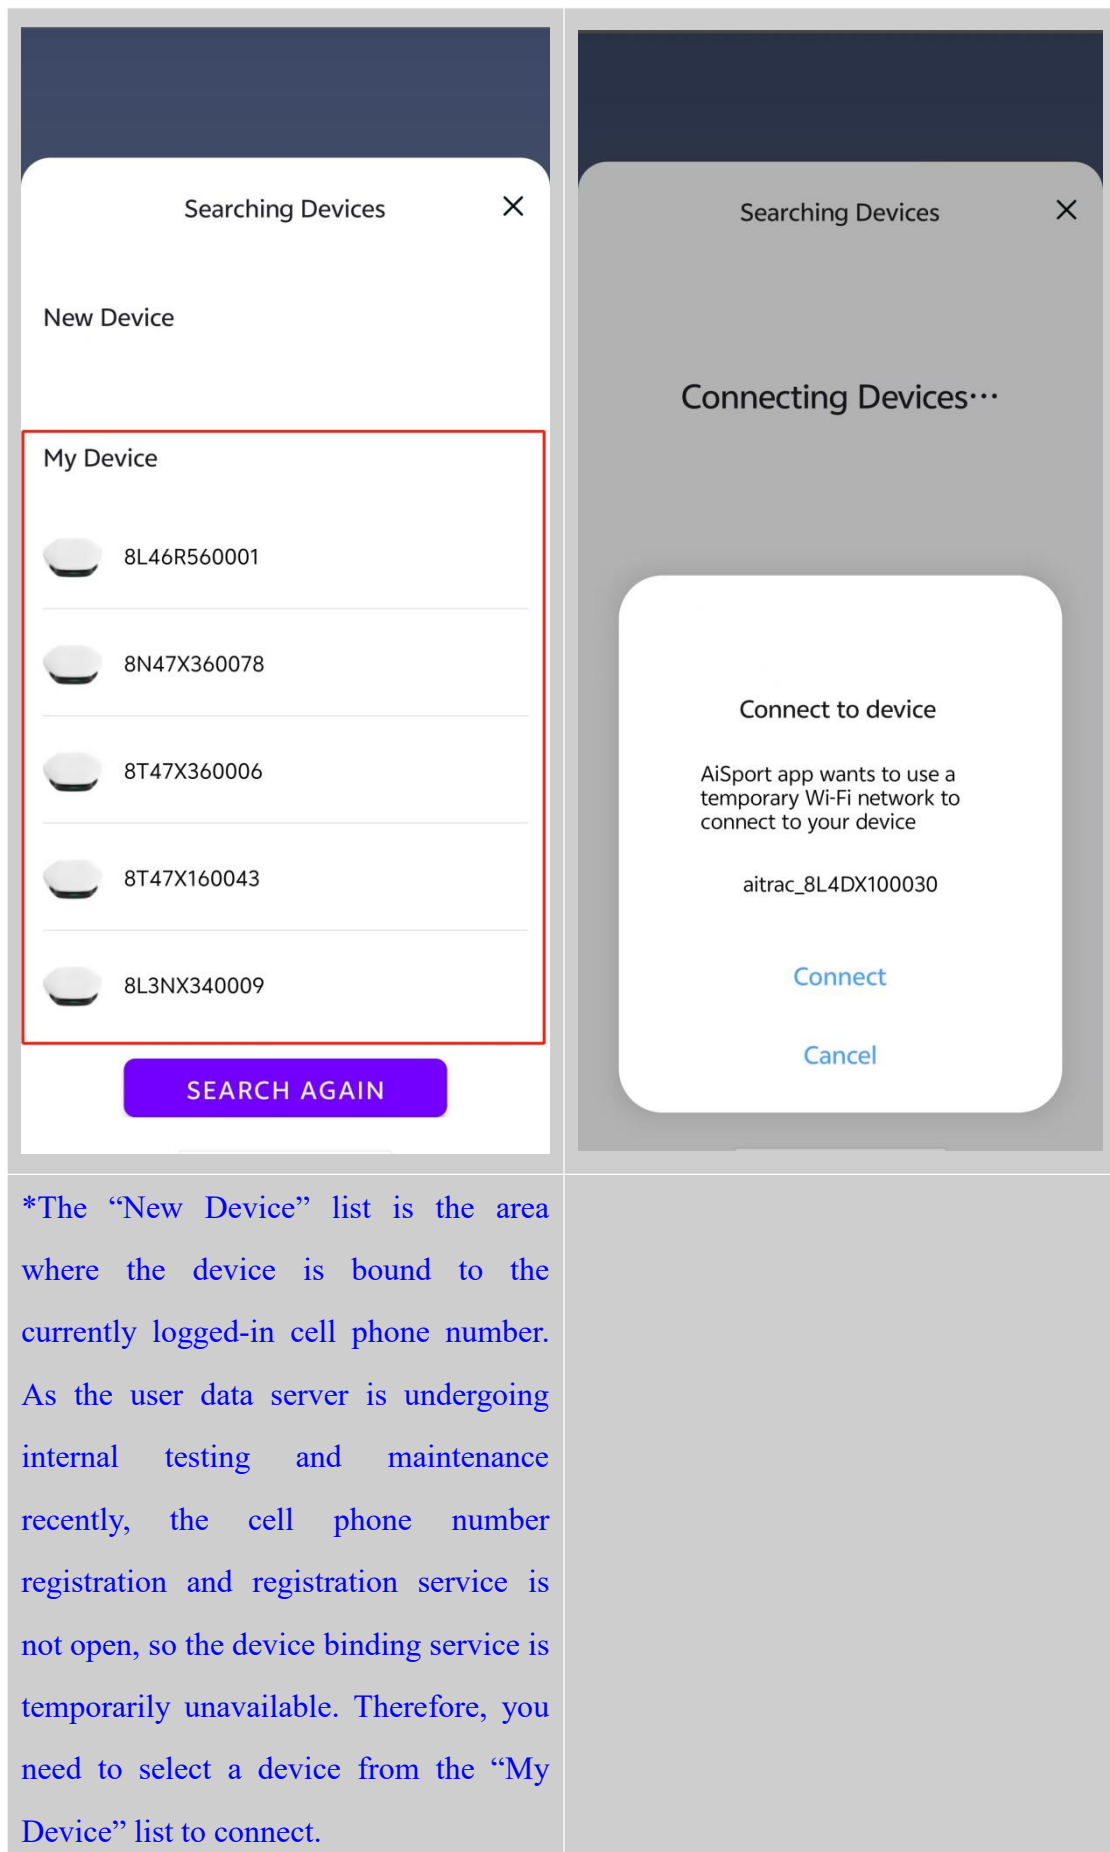 Searching Devices
New Device
My Device
8L46R560001
8N47X360078
8T47X360006
8T47X160043
8L3NX340009
SEARCH AGAIN
Searching Devices
Connecting Devices···
Connect to device
AiSport app wants to use a
temporary Wi-Fi network to
connect to your device
aitrac_8L4DX100030
Connect
Cancel
*The “New Device” list is the area
where the device is bound to the
currently logged-in cell phone number.
As the user data server is undergoing
internal testing and maintenance
recently, the cell phone number
registration and registration service is
not open, so the device binding service is
temporarily unavailable. Therefore, you
need to select a device from the “My
Device” list to connect.